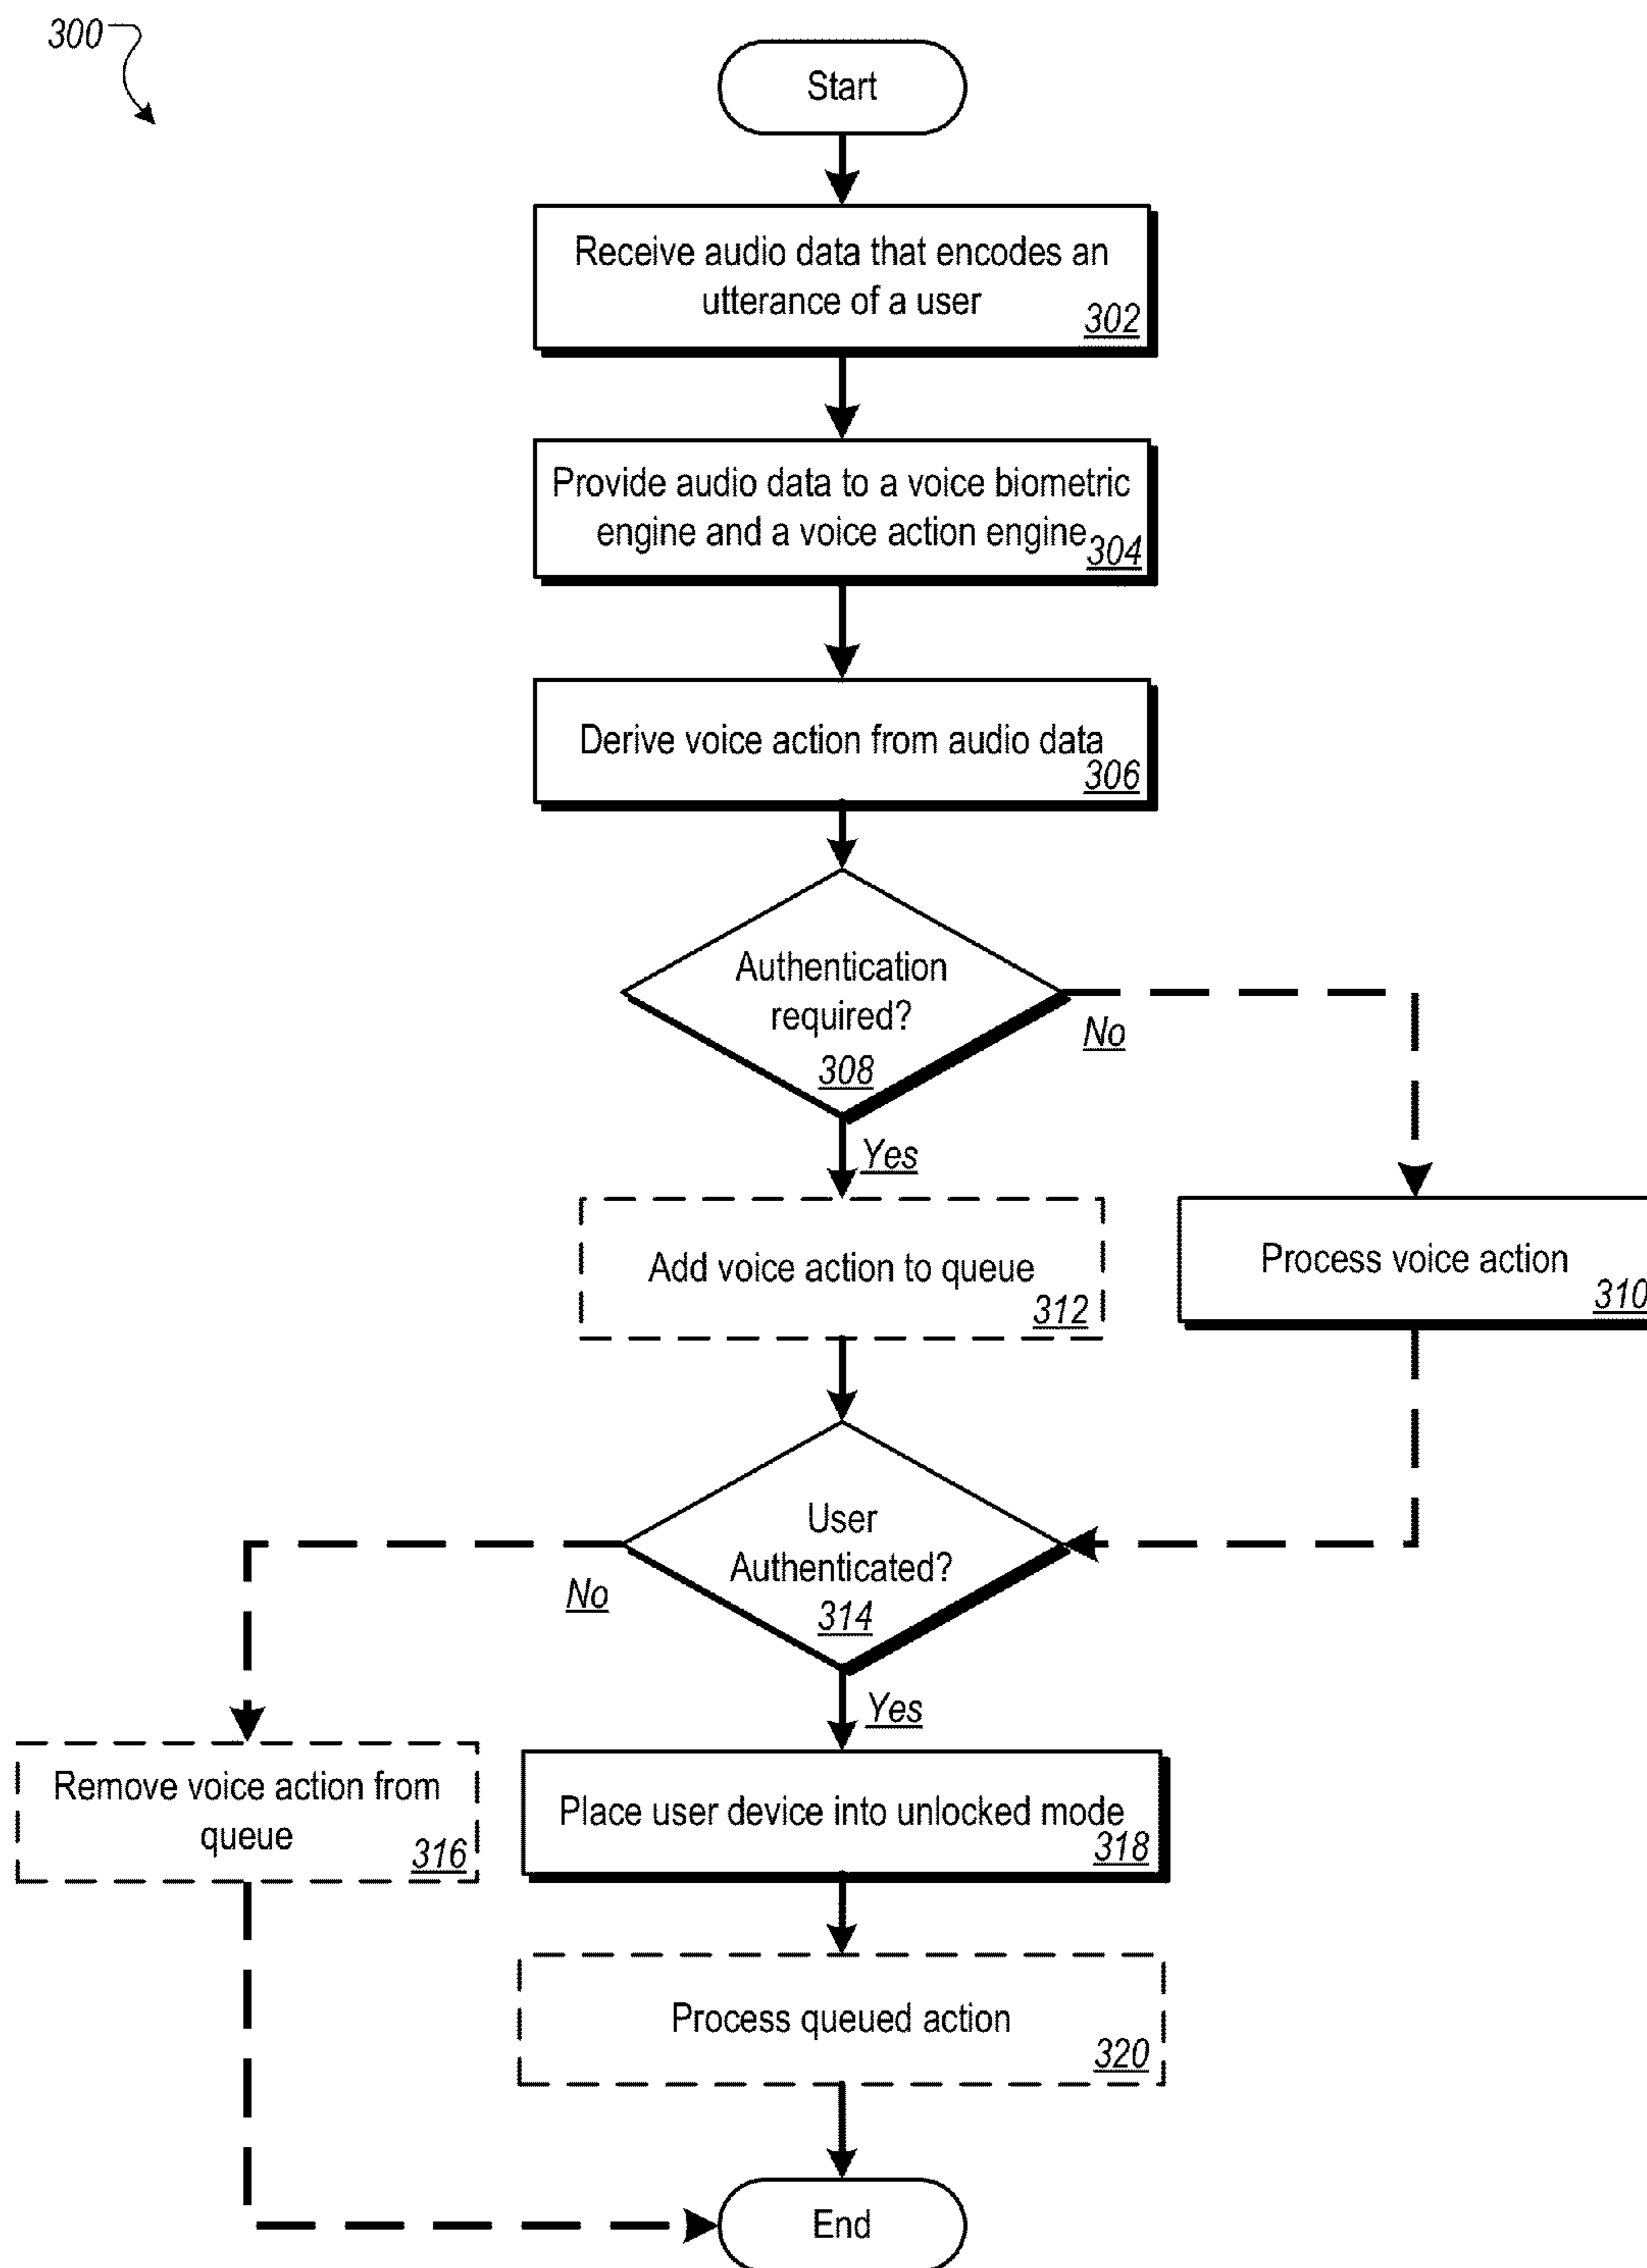 300
Start
Receive audio data that encodes an
utterance of a user
302
Provide audio data to a voice biometric
engine and a voice action engine
304
Derive voice action from audio data
306
Authentication
required?
308
No
Yes
Add voice action to queue
312
Process voice action
310
User
Authenticated?
314
No
Yes
Remove voice action from
queue
316
Place user device into unlocked mode
318
Process queued action
320
End